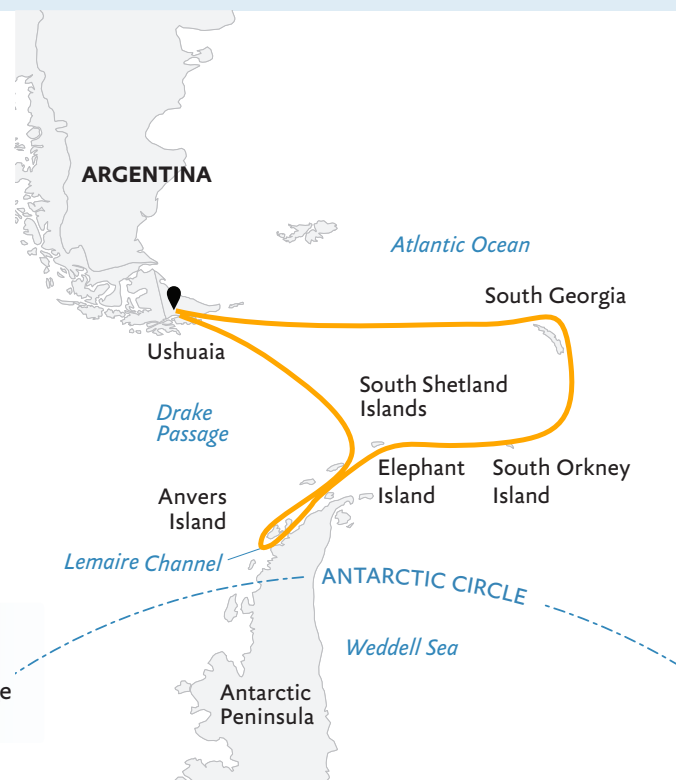 ARGENTINA
Atlantic Ocean
South Georgia
Ushuaia
South Shetland
Islands
Drake
Passage
Elephant
Island
South Orkney
Island
Anvers
Island
Lemaire Channel
ANTARCTIC CIRCLE
Weddell Sea
e
Antarctic
Peninsula